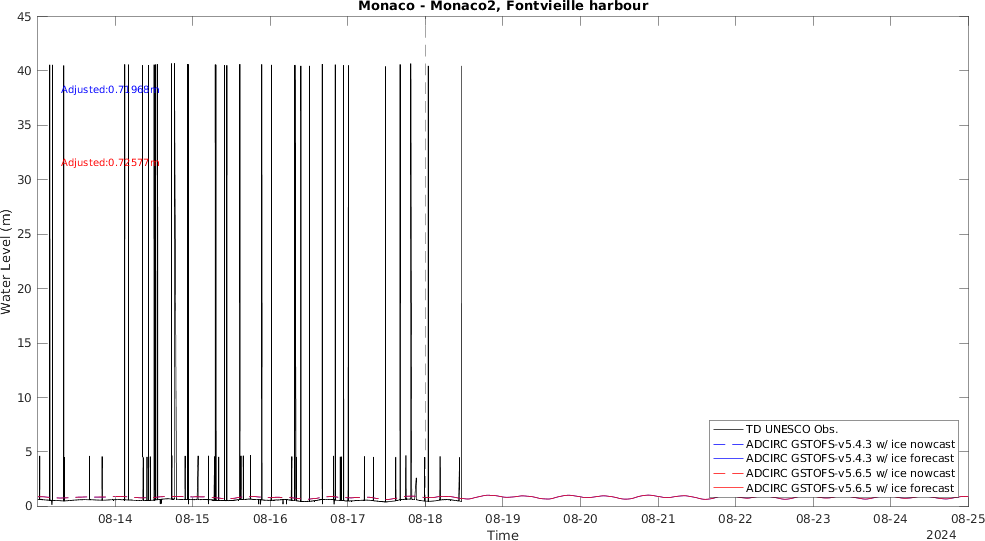 Monaco - Monaco2, Fontvieille harbour
45
40
35
30
25
20
15
10
5
0
Water Level (m)
Adjusted:0.71968m
Adjusted:0.72577m
TD UNESCO Obs.
ADCIRC GSTOFS-v5.4.3 w/ ice nowcast
ADCIRC GSTOFS-v5.4.3 w/ ice forecast
ADCIRC GSTOFS-v5.6.5 w/ ice nowcast
ADCIRC GSTOFS-v5.6.5 w/ ice forecast
08-14 08-15 08-16 08-17 08-18 08-19 08-20 08-21 08-22 08-23 08-24 08-25
Time
2024